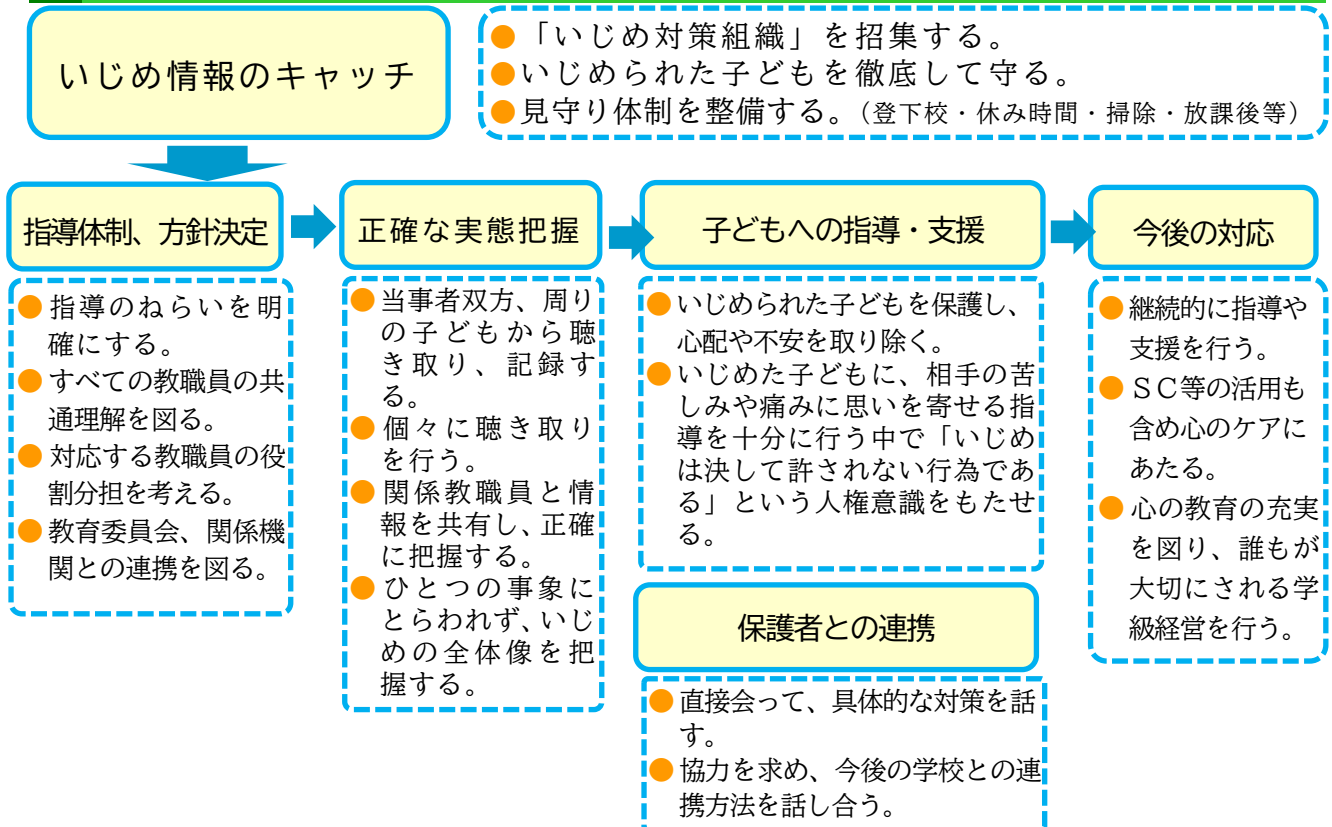 いじめ情報のキャッチ
●「いじめ対策組織」を招集する。
●いじめられた子どもを徹底して守る。
●見守り体制を整備する。（登下校・休み時間・掃除・放課後等）
指導体制、方針決定
●指導のねらいを明
確にする。
●すべての教職員の共
通理解を図る。
●対応する教職員の役
割分担を考える。
●教育委員会、関係機
関との連携を図る。
正確な実態把握
●当事者双方、周り
の子どもから聴
き取り、記録す
る。
●個々に聴き取り
を行う。
●関係教職員と情
報を共有し、正確
に把握する。
●ひとつの事象に
とらわれず、いじ
めの全体像を把
握する。
子どもへの指導・支援
●いじめられた子どもを保護し、
心配や不安を取り除く。
●いじめた子どもに、相手の苦
しみや痛みに思いを寄せる指
導を十分に行う中で「いじめ
は決して許されない行為であ
る」という人権意識をもたせ
る。
保護者との連携
●直接会って、具体的な対策を話
す。
●協力を求め、今後の学校との連
携方法を話し合う。
今後の対応
●継続的に指導や
支援を行う。
●ＳＣ等の活用も
含め心のケアに
あたる。
●心の教育の充実
を図り、誰もが
大切にされる学
級経営を行う。